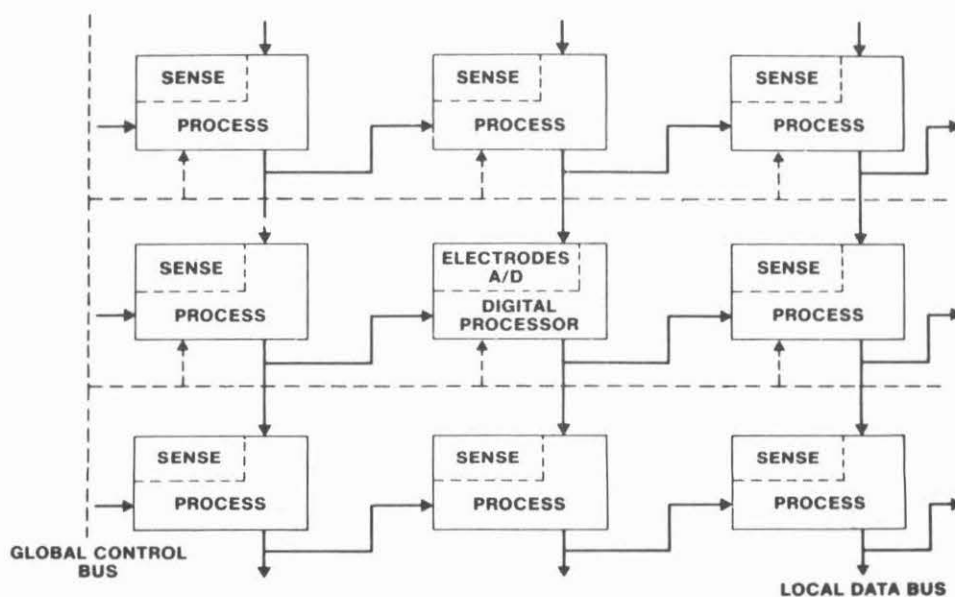 SENSE
PROCESS
SENSE
PROCESS
SENSE
PROCESS
SENSE
PROCESS
ELECTRODES
A/D
DIGITAL
PROCESSOR
SENSE
PROCESS
SENSE
PROCESS
SENSE
PROCESS
SENSE
PROCESS
GLOBAL CONTROL
BUS
LOCAL DATA BUS